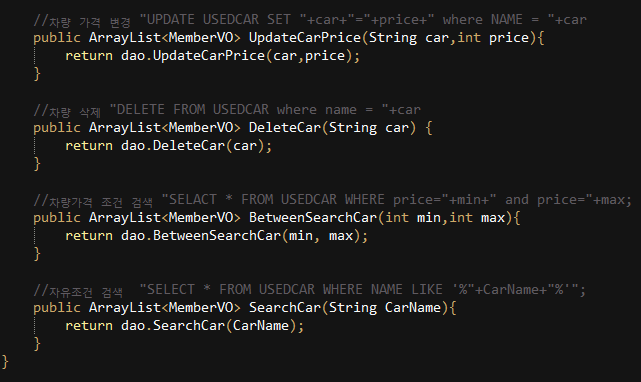 //차량 가격 변경 "UPDATE USEDCAR SET "+car+"="+price+" where NAME = "+car
public ArrayList<MemberVO> UpdateCarPrice(String car,int price){
return dao.UpdateCarPrice(car,price);
}
//차량 삭제 "DELETE FROM USEDCAR where name = "+car
public ArrayList<MemberVO> DeleteCar(String car) {
return dao.DeleteCar(car);
}
//차량가격 조건 검색 "SELACT * FROM USEDCAR WHERE price="+min+" and price="+max;
public ArrayList<MemberVO> BetweenSearchCar(int min,int max){
return dao.BetweenSearchCar(min, max);
}
//자유조건 검색  "SELECT * FROM USEDCAR WHERE NAME LIKE '%"+CarName+"%'";
public ArrayList<MemberVO> SearchCar(String CarName){
return dao.SearchCar(CarName);
}
}